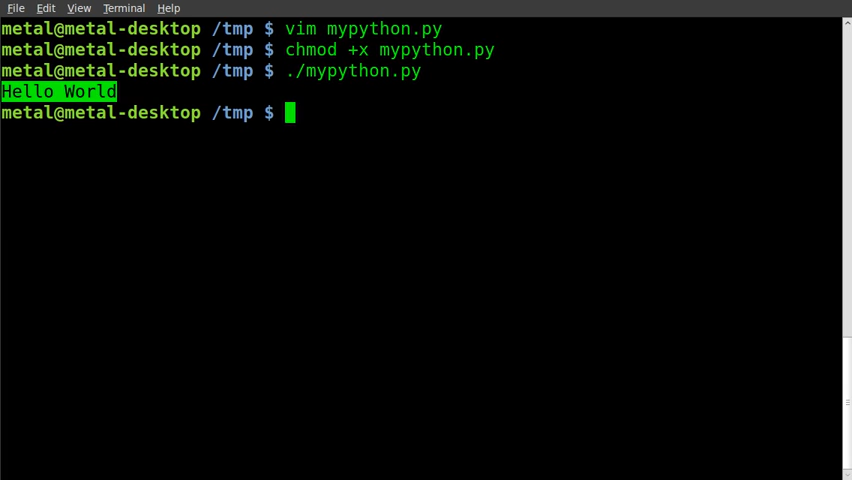 File Edit View Terminal Help
metal@metal-desktop /tmp $ vim mypython.py
metal@metal-desktop /tmp $ chmod +x mypython.py
metal@metal-desktop /tmp $ ./mypython.py
Hello World
metal@metal-desktop /tmp $